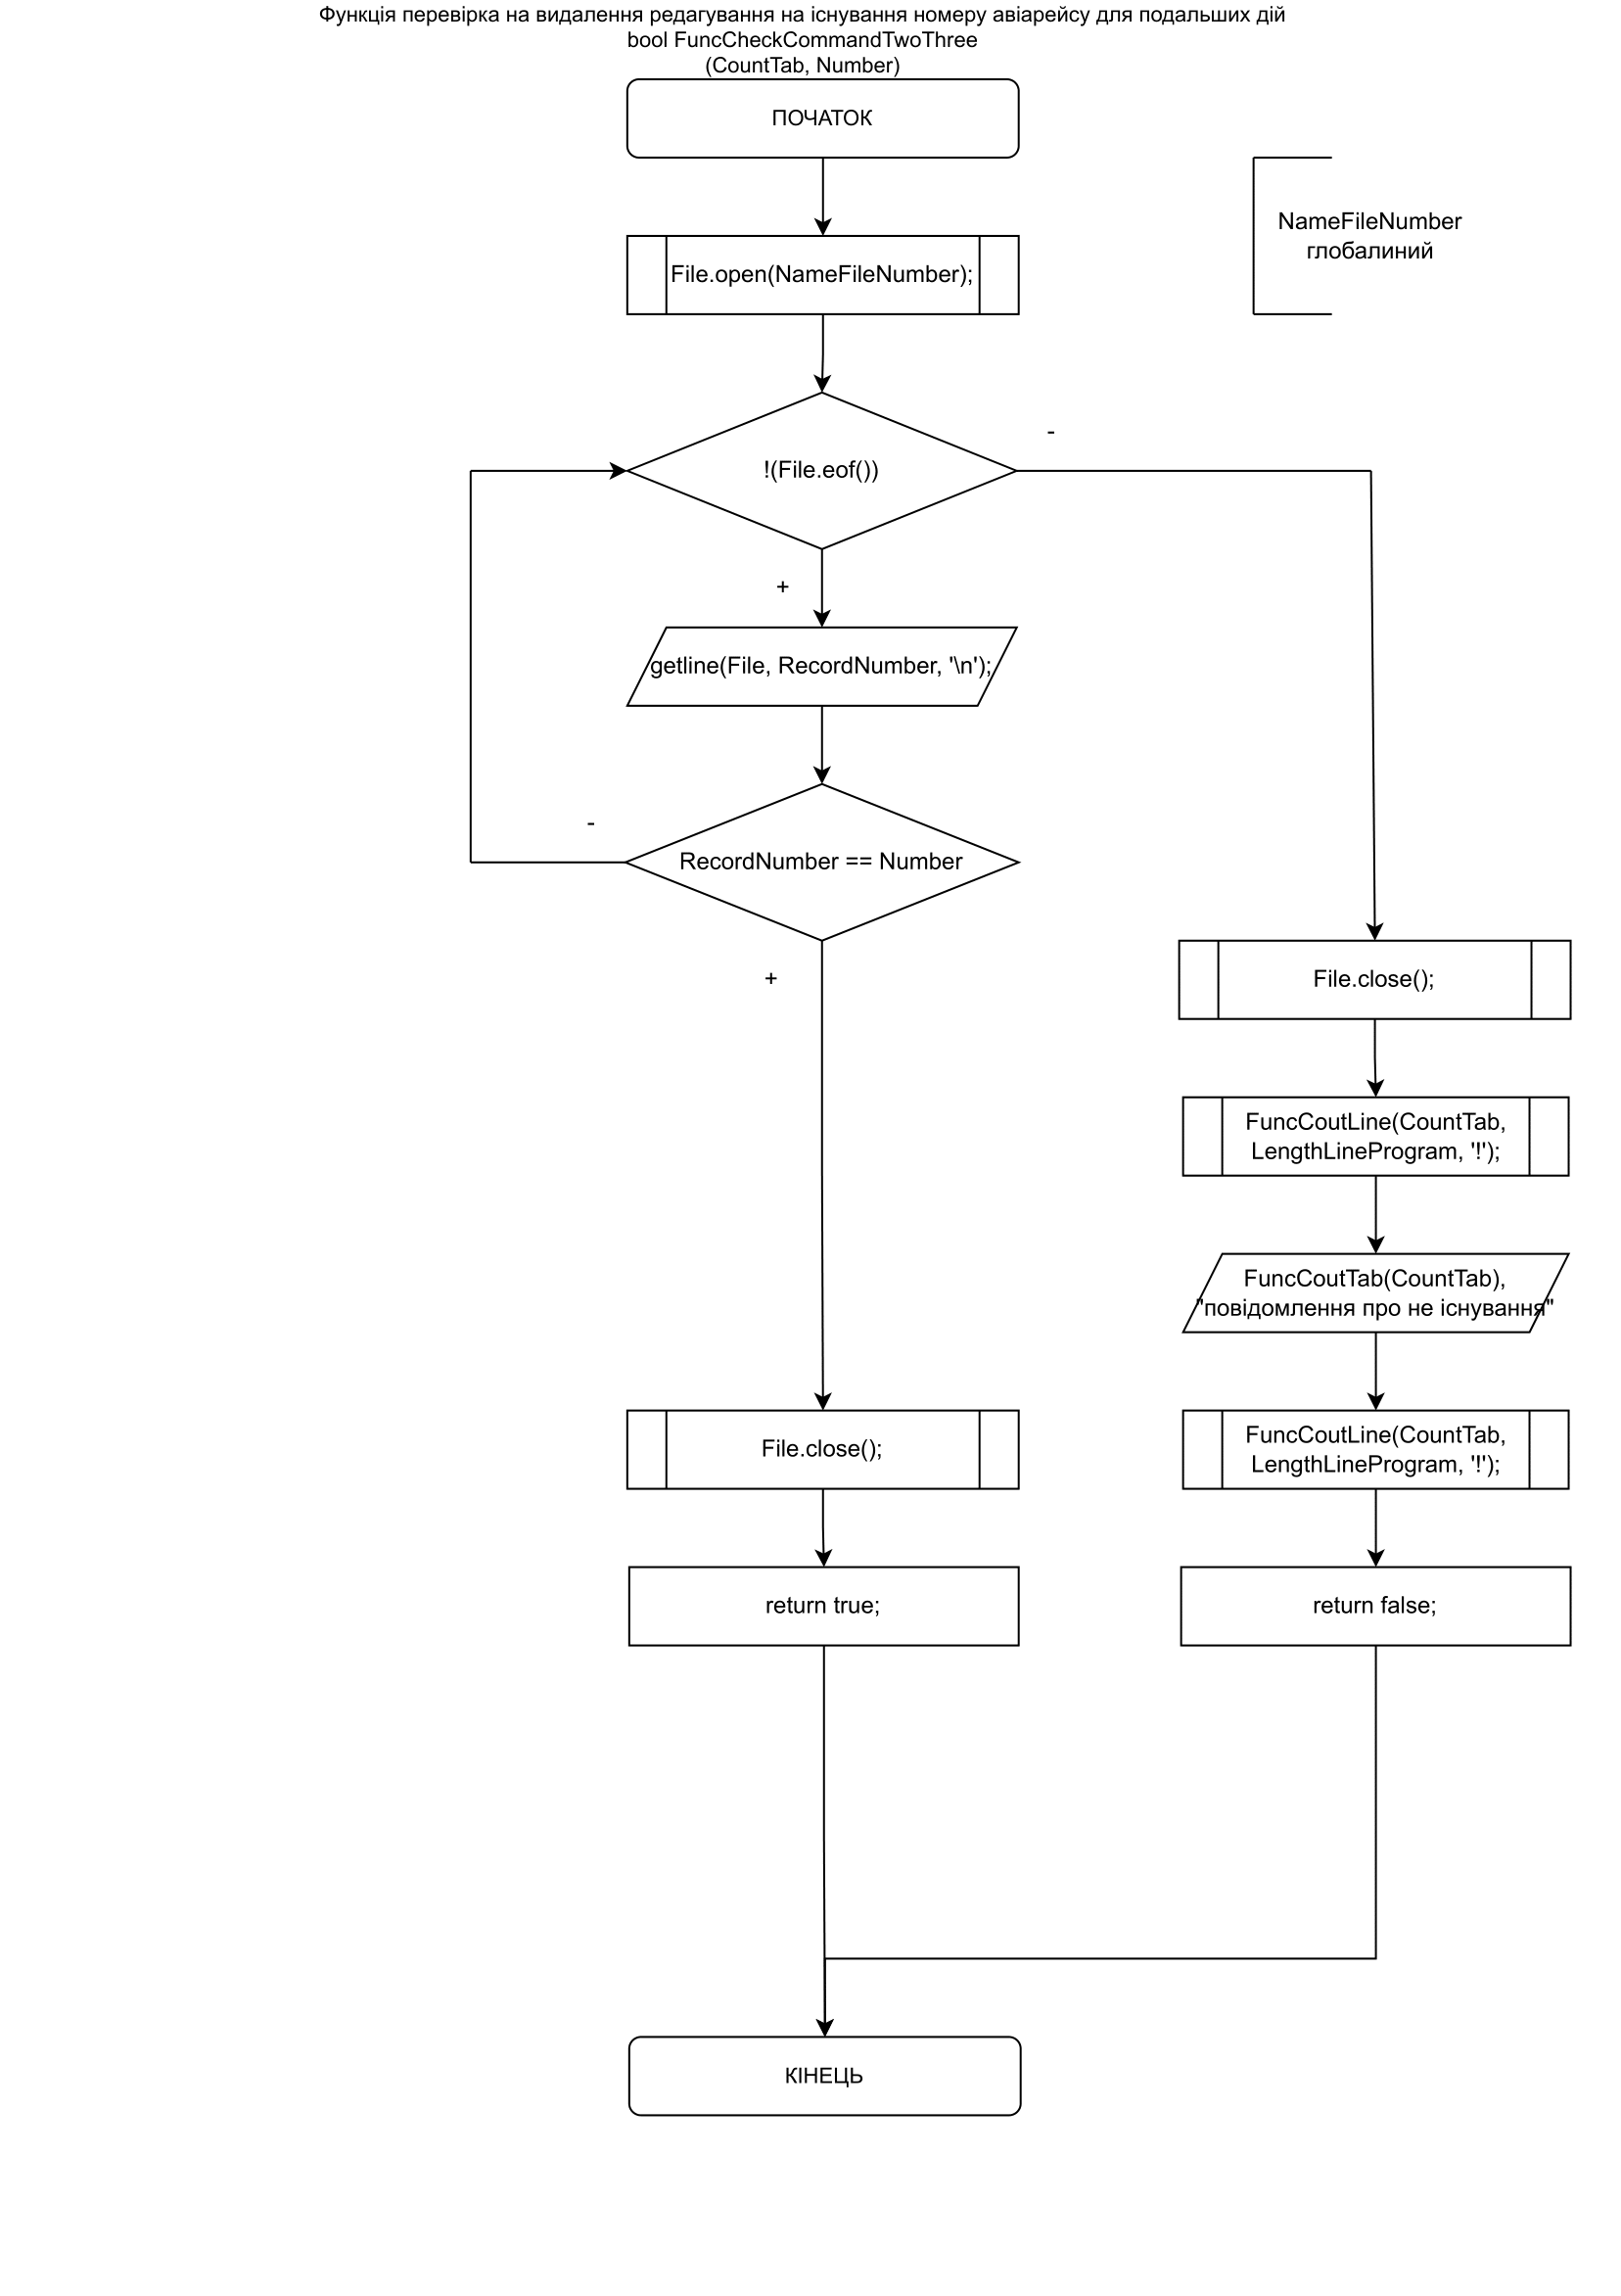 Функція перевірка на видалення редагування на існування номеру авіарейсу для подальших дій
bool FuncCheckCommandTwoThree
(CountTab, Number)
ПОЧАТОК
NameFileNumber
глобалиний
File.open(NameFileNumber);
-
!(File.eof())
+
getline(File, RecordNumber, '\n');
-
RecordNumber == Number
+
File.close();
FuncCoutLine(CountTab,
LengthLineProgram, '!');
FuncCoutTab(CountTab),
"повідомлення про не існування"
File.close();
FuncCoutLine(CountTab,
LengthLineProgram, '!');
return true;
return false;
КІНЕЦЬ